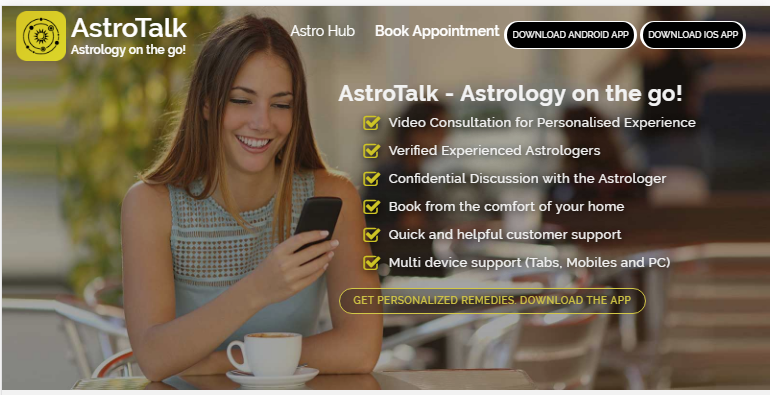 AstroTalk
Astrology on the go!
Astro Hub
Book Appointment
DOWNLOAD ANDROID APP
DOWNLOAD IOS APP
AstroTalk - Astrology on the go!
Video Consultation for Personalised Experience
Verified Experienced Astrologers
Confidential Discussion with the Astrologer
Book from the comfort of your home
Quick and helpful customer support
Multi device support (Tabs, Mobiles and PC)
GET PERSONALIZED REMEDIES. DOWNLOAD THE APP